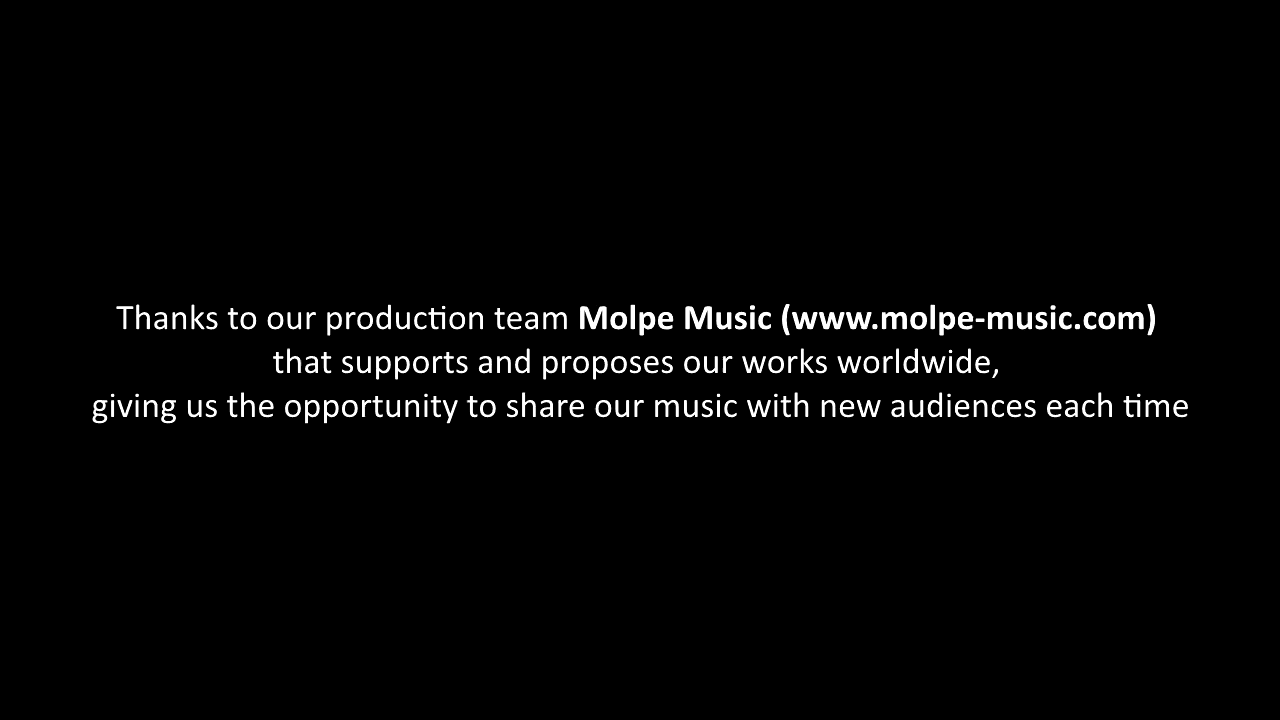 Thanks to our production team Molpe Music (www.molpe-music.com)
that supports and proposes our works worldwide,
giving us the opportunity to share our music with new audiences each time